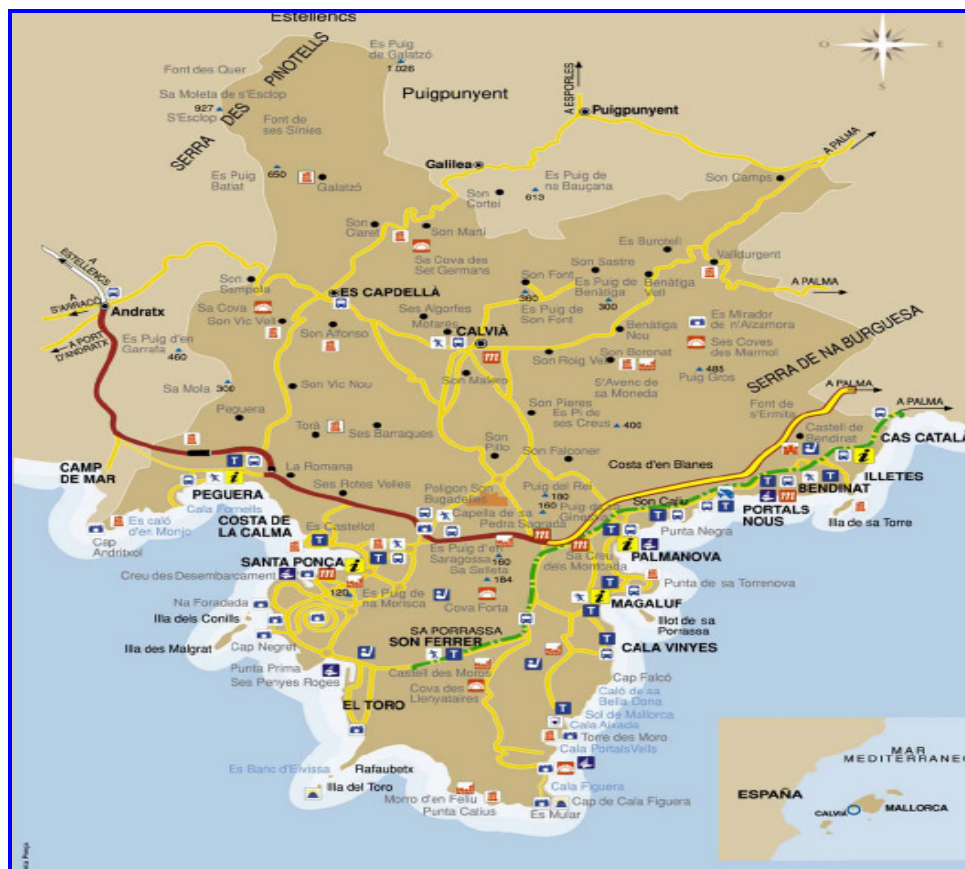 Estellencs
SERRA DES PINOTELLS
Font des Quer
Es Puig
de Galatzó
1.026
Sa Moleta de s'Esclop
927
S'Esclop
Font de
ses Sínies
Puigpunyent
A ESPORLES
Puigpunyent
O
E
S
A PALMA
Galilea
Es Puig
Batiat
650
Galatzó
Son
Cortei
Es Puig de
na Bauçana
613
Son Camps
Son
Claret
Son Martí
Sa Cova des
Set Germans
Es Burotell
Valldurgent
A
ESTELLENCS
A
S'ARRACÓ
Andratx
A PORT
D'ANDRATX
Son
Sampola
ES CAPDELLÀ
Son Font
360
Es Puig de
Son Font
Son Sastre
Es Puig de
Benàtiga
300
Benàtiga
Vell
A PALMA
Sa Cova
Son Vic Vell
Son Alfonso
Ses Algorfes
Motarès
CALVIÀ
Benàtiga
Nou
Es Mirador
de n'Alzamora
Ses Coves
des Marmol
Es Puig d'en
Garrafa
460
Son Roig Vell
Son Boronat
S'Avenc de
sa Moneda
485
Puig Gros
SERRA DE NA BURGUESA
Sa Mola
300
Son Vic Nou
Son Malero
A PALMA
A PALMA
Peguera
Torà
Ses Barraques
Son Pieres
Es Pi de
ses Creus
400
Font de
s'Ermita
Castell de
Bendinat
CAS CATALÀ
Son
Pillo
Son Falconer
Costa d'en Blanes
CAMP
DE MAR
La Romana
Ses Rotes Velles
PEGUERA
Cala Fornells
Poligon Son
Bugadelles
Puig del Rei
180
Son Caliu
BENDINAT
ILLETES
PORTALS
NOUS
Illa de sa Torre
Es caló
d'en Monjo
Cap
Andritxol
COSTA DE
LA CALMA
Es Castellot
Capella de sa
Pedra Sagrada
160
Punta Negra
SANTA PONÇA
Creu des Desembarcament
Es Puig d'en
Saragossa
160
Sa Selleta
184
Sa Creu
dels Montcada
PALMANOVA
Punta de sa Torrenova
120
Es Puig de
na Morisca
Cova Forta
MAGALUF
Na Foradada
Illa dels Conills
Illa des Malgrat
Cap Negret
SA PORRASSA
SON FERRER
Illot de sa
Porrassa
CALA VINYES
Punta Prima
Ses Penyes Roges
Castell des Moros
Cova des
Llenyataires
Cap Falcó
EL TORO
Caló de sa
Bella Dona
Sol de Mallorca
Cala Aixada
Torre des Moro
Cala PortalsVells
Es Banc d'Eivissa
Rafaubetx
Illa del Toro
Morro d'en Feliu
Punta Callus
Cala Figuera
Cap de Cala Figuera
Es Mular
MAR
MEDITERRANEO
ESPAÑA
MALLORCA
CALVIÀ